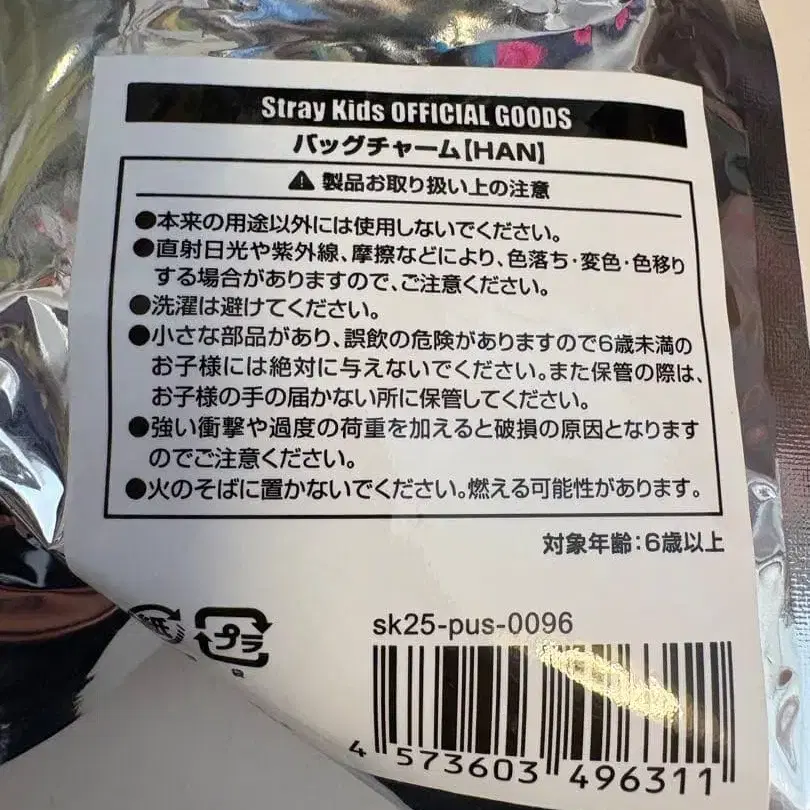 Stray Kids OFFICIAL GOODS
バッグチャーム【HAN】
⚠ 製品お取り扱い上の注意
●本来の用途以外には使用しないでください。
●直射日光や紫外線、摩擦などにより、色落ち・変色・色移り
する場合がありますので、ご注意ください。
●洗濯は避けてください。
●小さな部品があり、誤飲の危険がありますので6歳未満の
お子様には絶対に与えないでください。また保管の際は、
お子様の手の届かない所に保管してください。
●強い衝撃や過度の荷重を加えると破損の原因となります
のでご注意ください。
●火のそばに置かないでください。燃える可能性があります。
対象年齢:6歳以上
紙 プラ
袋
sk25-pus-0096
4 573603 496311